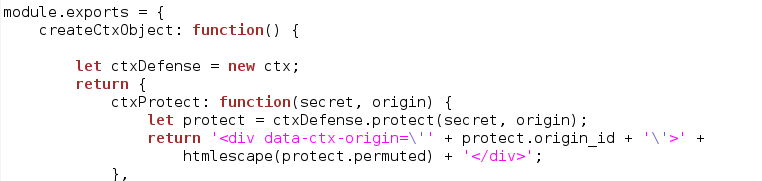 module.exports = {
    createCtxObject: function() {

        let ctxDefense = new ctx;
        return {
            ctxProtect: function(secret, origin) {
                let protect = ctxDefense.protect(secret, origin);
                return '<div data-ctx-origin=\'' + protect.origin_id + '\'>' +
                    htmlescape(protect.permuted) + '</div>';
            },